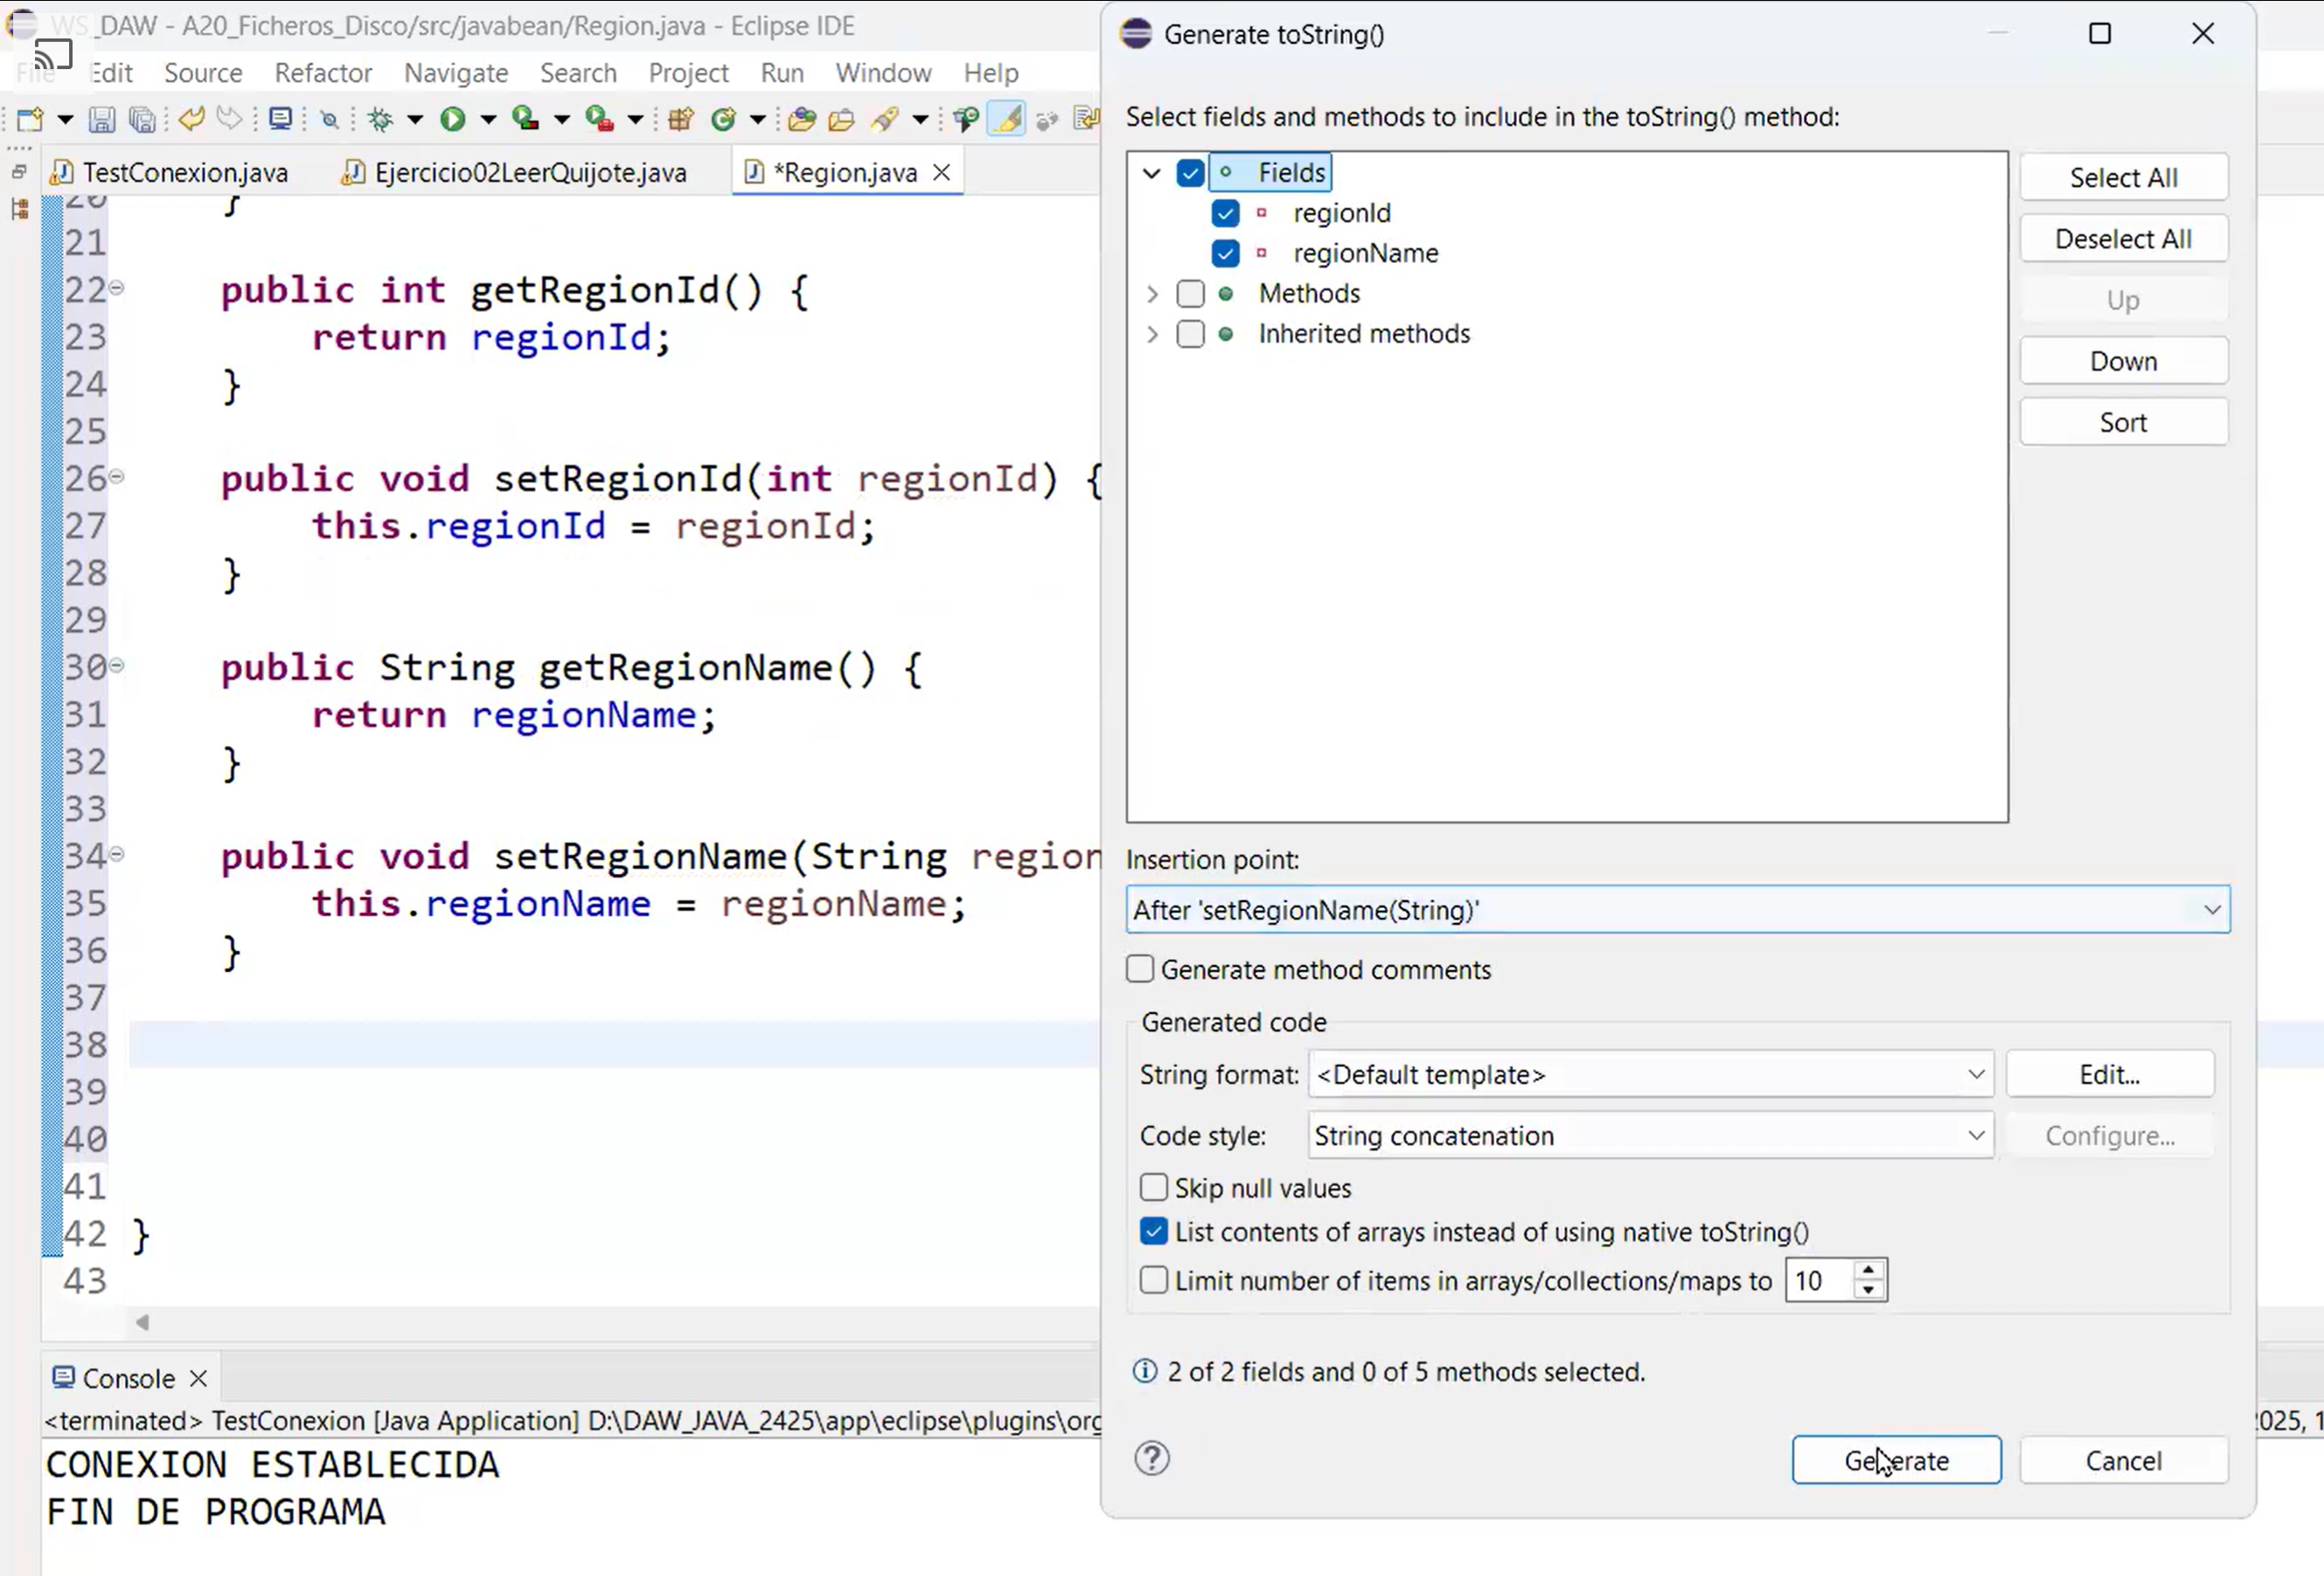 WS_DAW - A20_Ficheros_Disco/src/javabean/Region.java - Eclipse IDE
File Edit Source Refactor Navigate Search Project Run Window Help
TestConexion.java Ejercicio02LeerQuijote.java *Region.java
20 }
21
22 public int getRegionId() {
23 return regionId;
24 }
25
26 public void setRegionId(int regionId) {
27 this.regionId = regionId;
28 }
29
30 public String getRegionName() {
31 return regionName;
32 }
33
34 public void setRegionName(String region
35 this.regionName = regionName;
36 }
37
38
39
40
41
42 }
43
Console
<terminated> TestConexion [Java Application] D:\DAW_JAVA_2425\app\eclipse\plugins\org
CONEXION ESTABLECIDA
FIN DE PROGRAMA
Generate toString()
Select fields and methods to include in the toString() method:
Fields
regionId
regionName
Methods
Inherited methods
Select All
Deselect All
Up
Down
Sort
Insertion point:
After 'setRegionName(String)'
Generate method comments
Generated code
String format: <Default template> Edit...
Code style: String concatenation Configure...
Skip null values
List contents of arrays instead of using native toString()
Limit number of items in arrays/collections/maps to 10
2 of 2 fields and 0 of 5 methods selected.
Generate Cancel
2025, 1